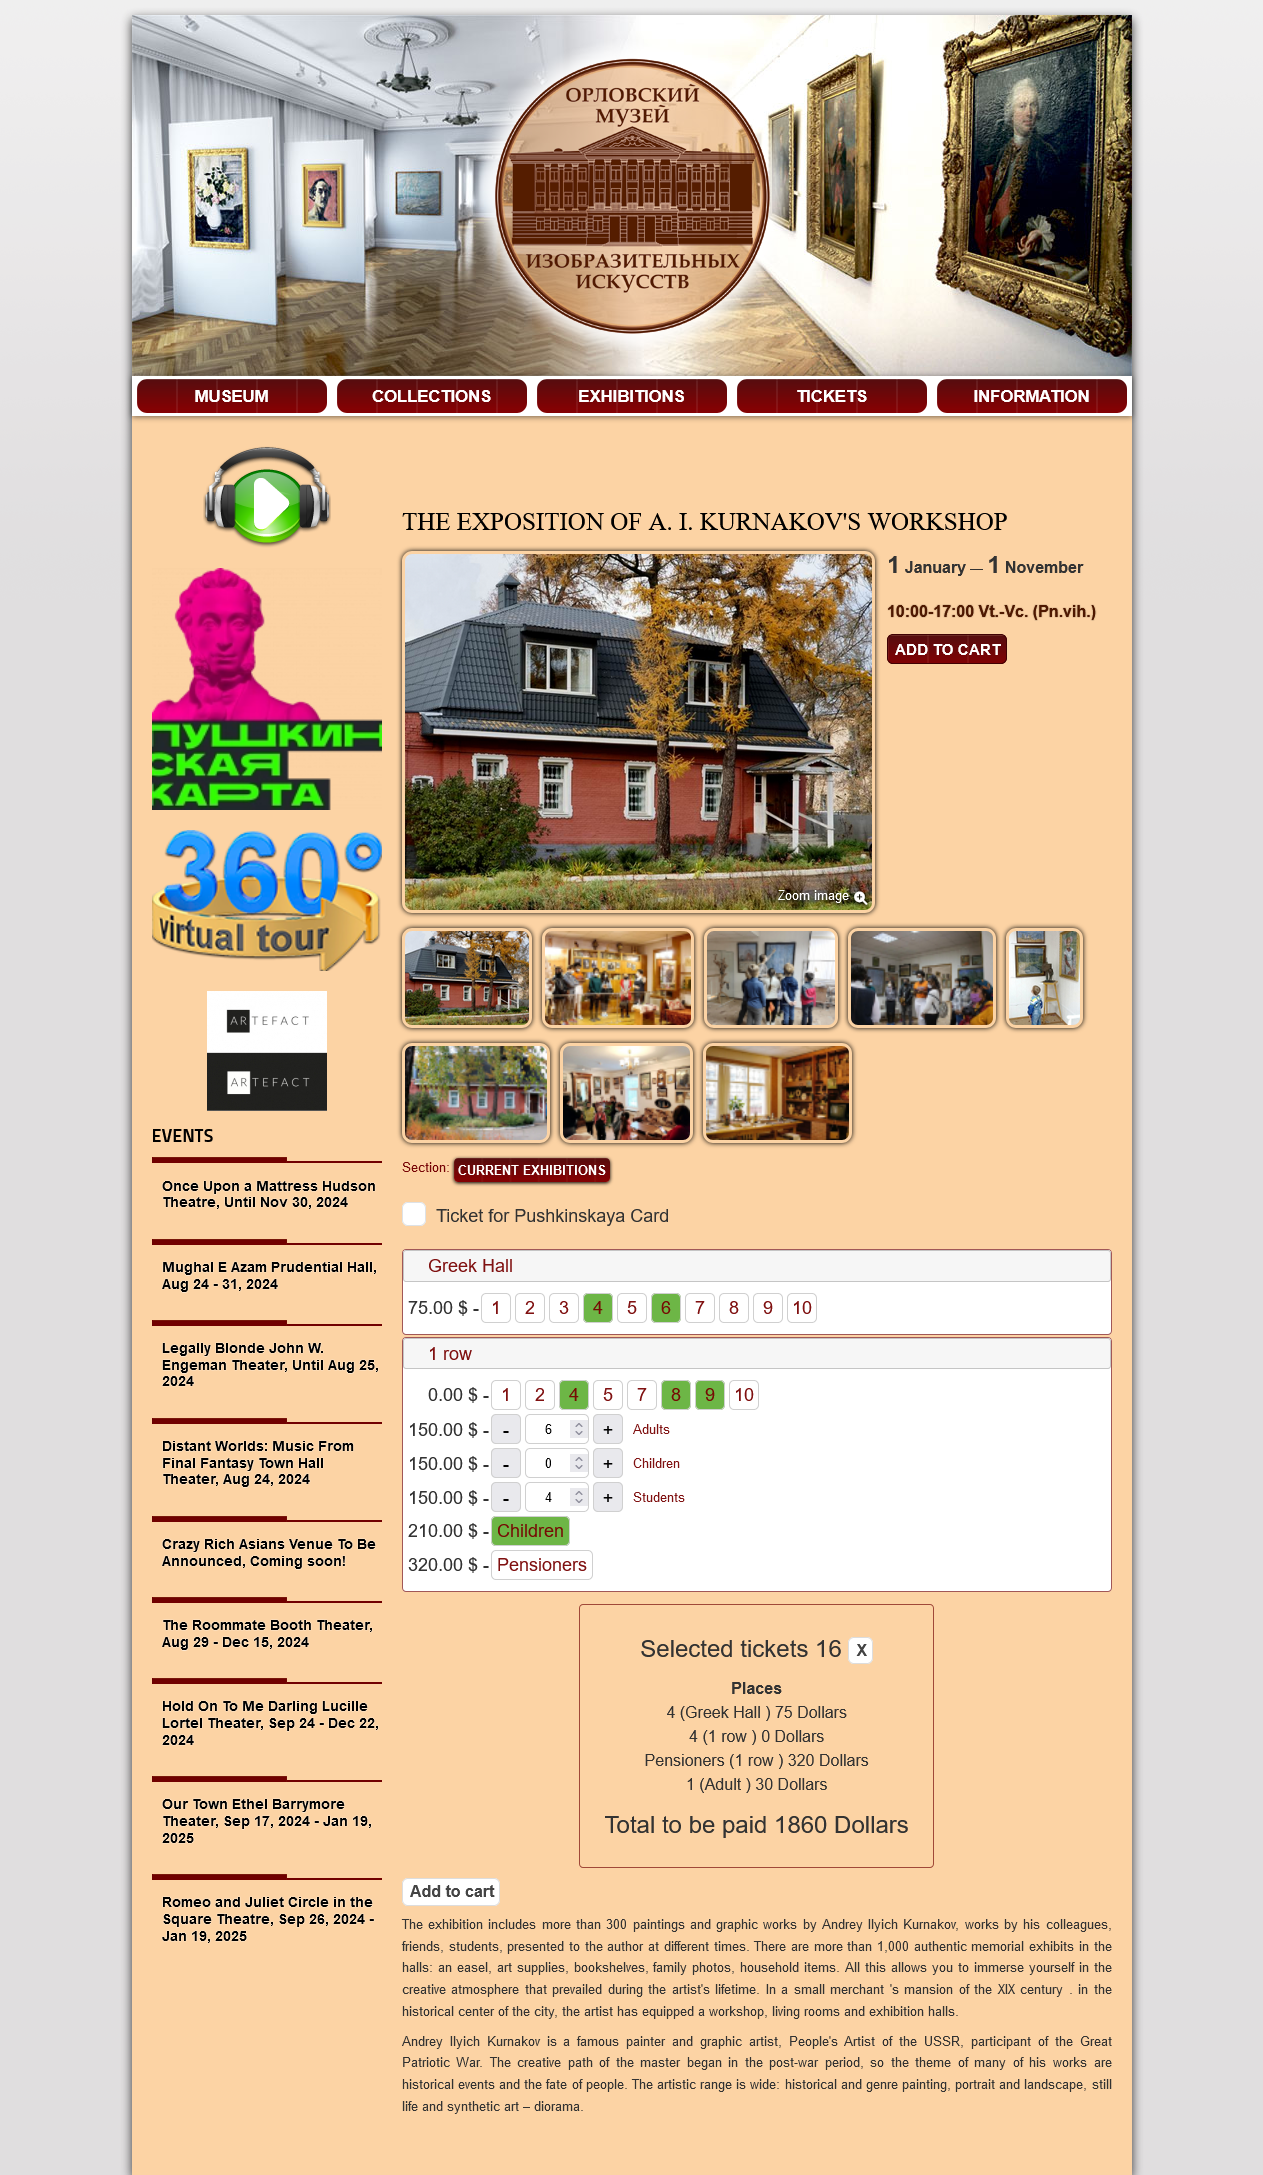 ОРЛОВСКИЙ
МУЗЕЙ
ИЗОБРАЗИТЕЛЬНЫХ
ИСКУССТВ
MUSEUM
COLLECTIONS
EXHIBITIONS
TICKETS
INFORMATION
ПУШКИН
СКАЯ
КАРТА
360°
virtual tour
ARTEFACT
ARTEFACT
EVENTS
Once Upon a Mattress Hudson
Theatre, Until Nov 30, 2024
Mughal E Azam Prudential Hall,
Aug 24 - 31, 2024
Legally Blonde John W.
Engeman Theater, Until Aug 25,
2024
Distant Worlds: Music From
Final Fantasy Town Hall
Theater, Aug 24, 2024
Crazy Rich Asians Venue To Be
Announced, Coming soon!
The Roommate Booth Theater,
Aug 29 - Dec 15, 2024
Hold On To Me Darling Lucille
Lortel Theater, Sep 24 - Dec 22,
2024
Our Town Ethel Barrymore
Theater, Sep 17, 2024 - Jan 19,
2025
Romeo and Juliet Circle in the
Square Theatre, Sep 26, 2024 -
Jan 19, 2025
THE EXPOSITION OF A. I. KURNAKOV'S WORKSHOP
Zoom image
1 January — 1 November
10:00-17:00 Vt.-Vc. (Pn.vih.)
ADD TO CART
Section: CURRENT EXHIBITIONS
Ticket for Pushkinskaya Card
Greek Hall
75.00 $ - 1 2 3 4 5 6 7 8 9 10
1 row
0.00 $ - 1 2 4 5 7 8 9 10
150.00 $ - - 6 + Adults
150.00 $ - - 0 + Children
150.00 $ - - 4 + Students
210.00 $ - Children
320.00 $ - Pensioners
Selected tickets 16 X
Places
4 (Greek Hall ) 75 Dollars
4 (1 row ) 0 Dollars
Pensioners (1 row ) 320 Dollars
1 (Adult ) 30 Dollars
Total to be paid 1860 Dollars
Add to cart
The exhibition includes more than 300 paintings and graphic works by Andrey Ilyich Kurnakov, works by his colleagues,
friends, students, presented to the author at different times. There are more than 1,000 authentic memorial exhibits in the
halls: an easel, art supplies, bookshelves, family photos, household items. All this allows you to immerse yourself in the
creative atmosphere that prevailed during the artist's lifetime. In a small merchant 's mansion of the XIX century . in the
historical center of the city, the artist has equipped a workshop, living rooms and exhibition halls.
Andrey Ilyich Kurnakov is a famous painter and graphic artist, People's Artist of the USSR, participant of the Great
Patriotic War. The creative path of the master began in the post-war period, so the theme of many of his works are
historical events and the fate of people. The artistic range is wide: historical and genre painting, portrait and landscape, still
life and synthetic art – diorama.